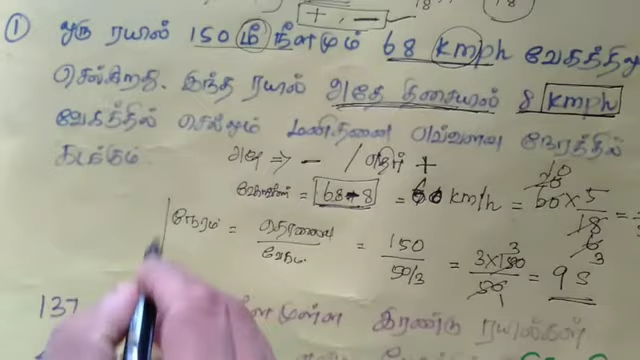 + , -
18
① ஒரு ரயில் 150 மீ நீளமும் 68 kmph வேகத்தில
செல்கிறது. இந்த ரயில் அதே திசையில் 8 kmph
வேகத்தில் செல்லும் மனிதனை எவ்வளவு நேரத்தில்
கடக்கும் அதே ⇒ - / எதிர் +
= 68-8 = 60 km/h = 60 × 5/18 =
நேரம் = தொலைவு/வேகம் = 150/50/3 = 3×150/50 = 9 s
137 இரண்டு ரயில்கள்